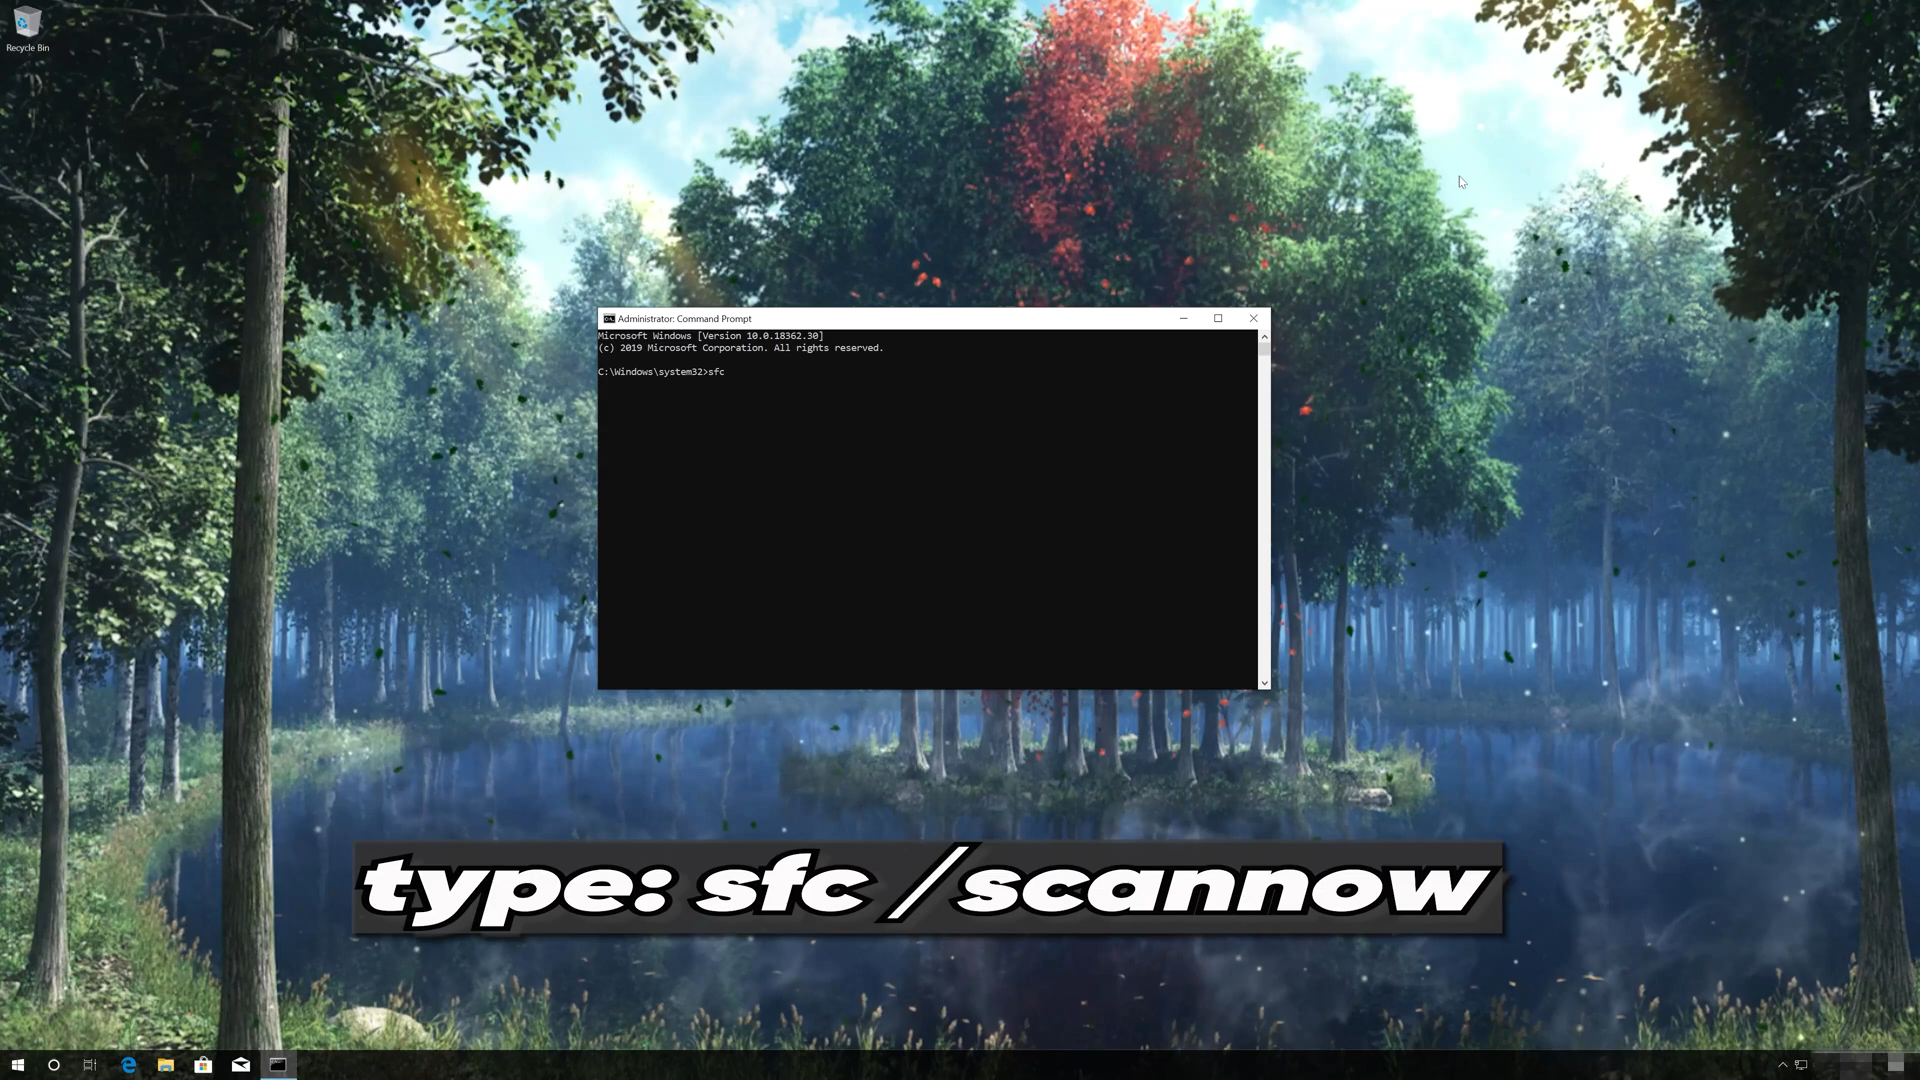 Recycle Bin
Administrator: Command Prompt
Microsoft Windows [Version 10.0.18362.30]
(c) 2019 Microsoft Corporation. All rights reserved.
C:\Windows\system32>sfc
type: sfc /scannow